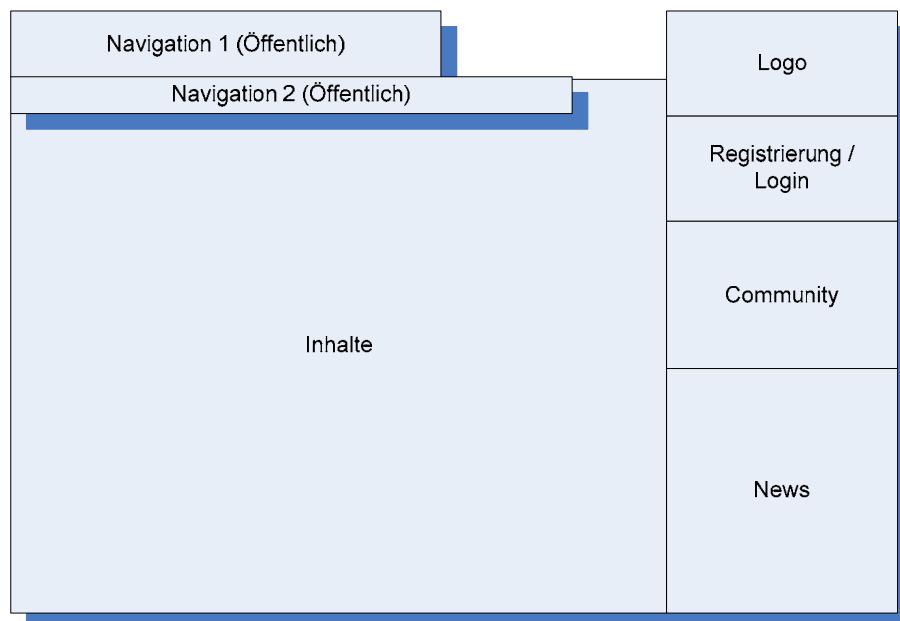 Navigation 1 (Öffentlich)
Navigation 2 (Öffentlich)
Inhalte
Logo
Registrierung /
Login
Community
News